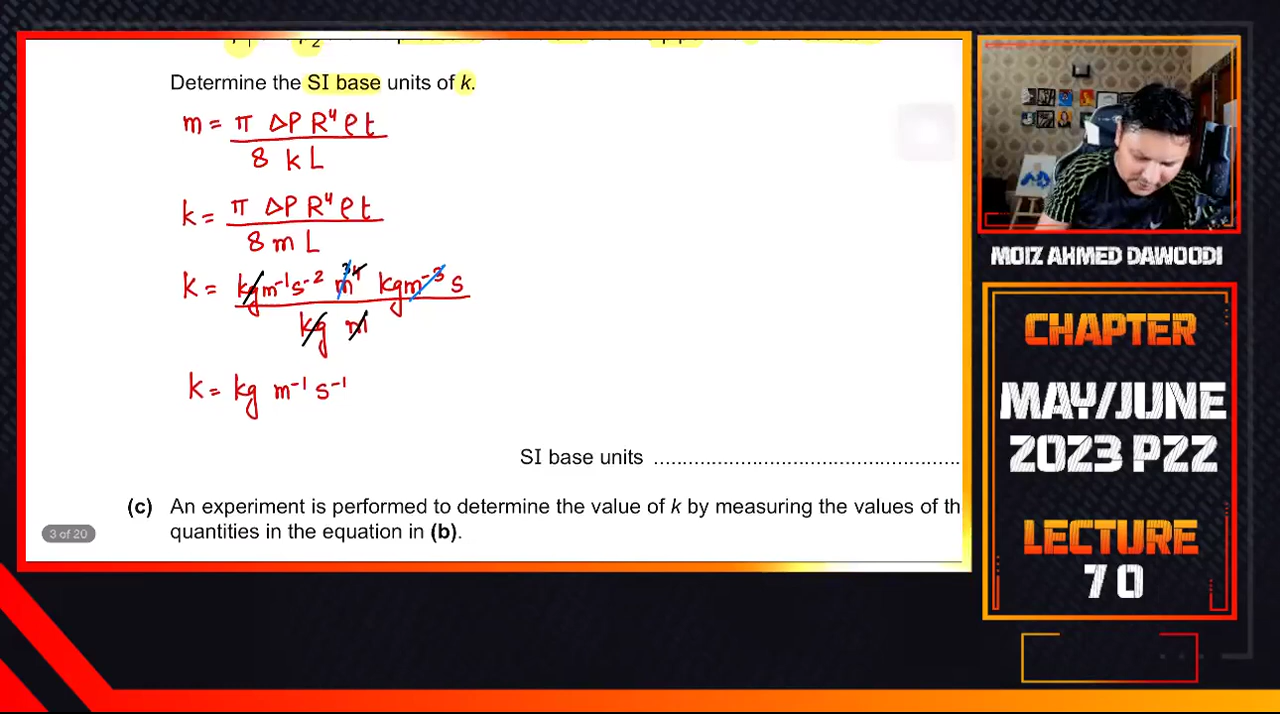 Determine the SI base units of k.
m = π ΔP R⁴ ρ t
8 k L
k = π ΔP R⁴ ρ t
8 m L
k = kg m⁻¹ s⁻² m³ ⁴ kg m⁻³ s
kg m
k = kg m⁻¹ s⁻¹
SI base units ..........................................
(c) An experiment is performed to determine the value of k by measuring the values of th
quantities in the equation in (b).
3 of 20
MOIZ AHMED DAWOODI
CHAPTER
MAY/JUNE
2023 P22
LECTURE
70